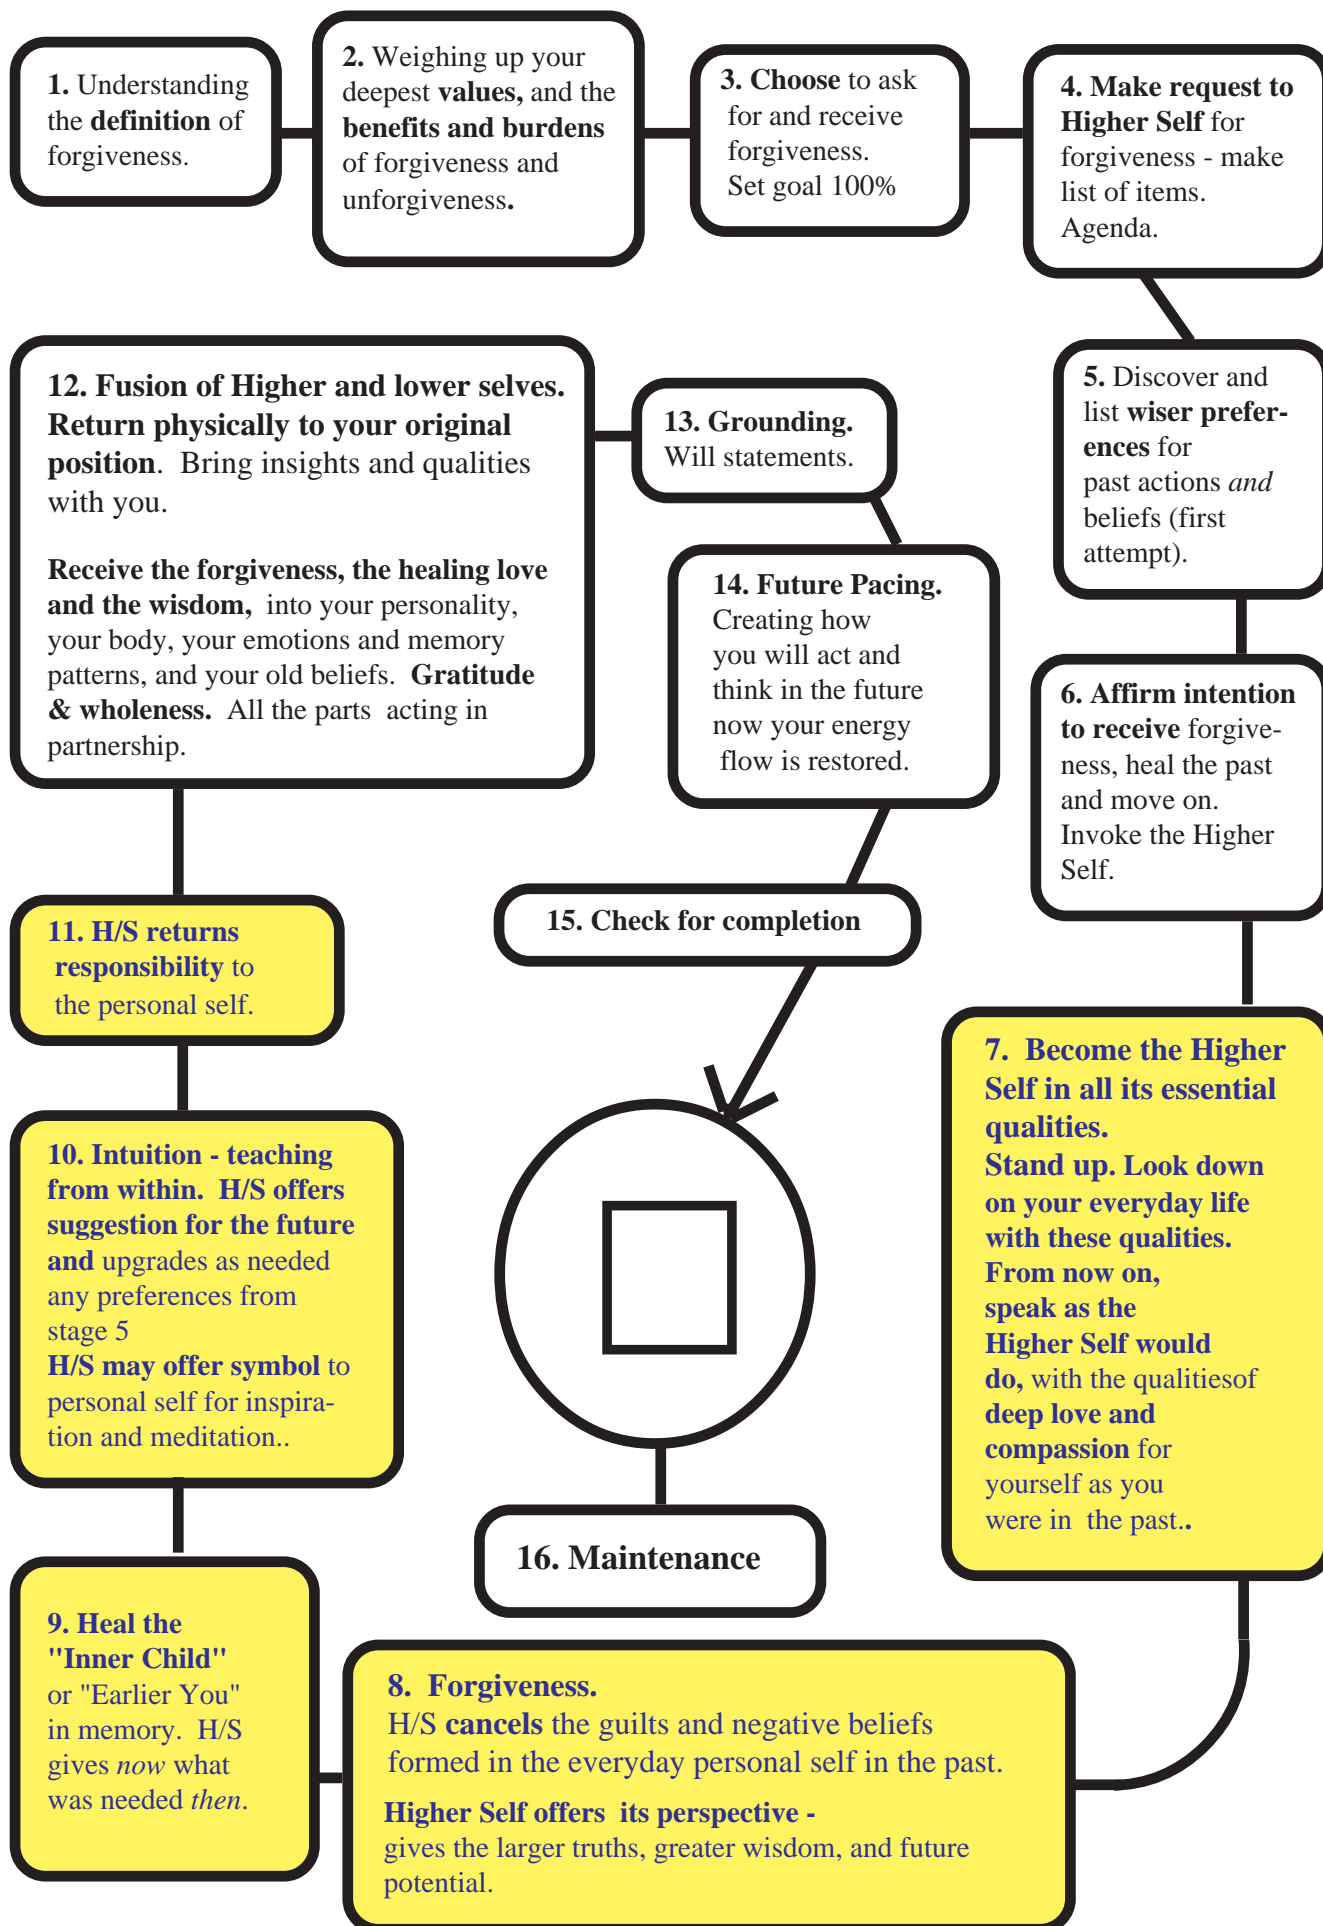 1. Understanding
the definition of
forgiveness.
2. Weighing up your
deepest values, and the
benefits and burdens
of forgiveness and
unforgiveness.
3. Choose to ask
for and receive
forgiveness.
Set goal 100%
4. Make request to
Higher Self for
forgiveness - make
list of items.
Agenda.
5. Discover and
list wiser prefer-
ences for
past actions and
beliefs (first
attempt).
6. Affirm intention
to receive forgive-
ness, heal the past
and move on.
Invoke the Higher
Self.
7. Become the Higher
Self in all its essential
qualities.
Stand up. Look down
on your everyday life
with these qualities.
From now on,
speak as the
Higher Self would
do, with the qualitiesof
deep love and
compassion for
yourself as you
were in the past..
8. Forgiveness.
H/S cancels the guilts and negative beliefs
formed in the everyday personal self in the past.
Higher Self offers its perspective -
gives the larger truths, greater wisdom, and future
potential.
9. Heal the
"Inner Child"
or "Earlier You"
in memory. H/S
gives now what
was needed then.
10. Intuition - teaching
from within. H/S offers
suggestion for the future
and upgrades as needed
any preferences from
stage 5
H/S may offer symbol to
personal self for inspira-
tion and meditation..
11. H/S returns
responsibility to
the personal self.
12. Fusion of Higher and lower selves.
Return physically to your original
position. Bring insights and qualities
with you.
Receive the forgiveness, the healing love
and the wisdom, into your personality,
your body, your emotions and memory
patterns, and your old beliefs. Gratitude
& wholeness. All the parts acting in
partnership.
13. Grounding.
Will statements.
14. Future Pacing.
Creating how
you will act and
think in the future
now your energy
flow is restored.
15. Check for completion
16. Maintenance